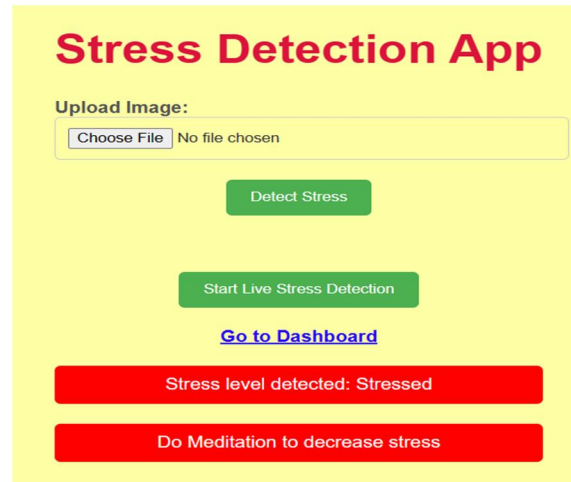 Stress Detection App
Upload Image:
Choose File No file chosen
Detect Stress
Start Live Stress Detection
Go to Dashboard
Stress level detected: Stressed
Do Meditation to decrease stress